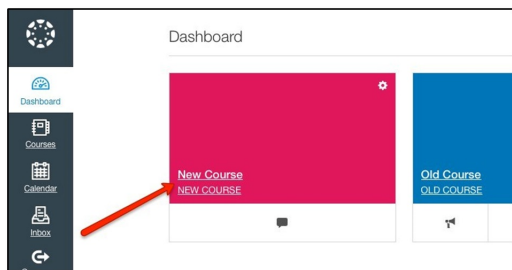 Dashboard
Dashboard
Courses
Calendar
Inbox
New Course
NEW COURSE
Old Course
OLD COURSE